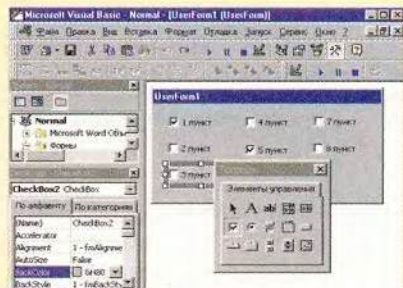 Microsoft Visual Basic - Normal - [UserForm1 (UserForm)]
Файл Правка Вид Вставка Формат Отладка Запуск Сервис Окно ?
UserForm1
Normal
Microsoft Word Объе
Формы
1 пункт 4 пункт 7 пункт
2 пункт 5 пункт 8 пункт
3 пункт
CheckBox2 CheckBox
Элементы управления
По алфавиту По категориям
(Name) CheckBox2
Accelerator
Alignment 1 - fmAlignme
AutoSize False
BackColor &H80
BackStyle 1 - fmBackSty